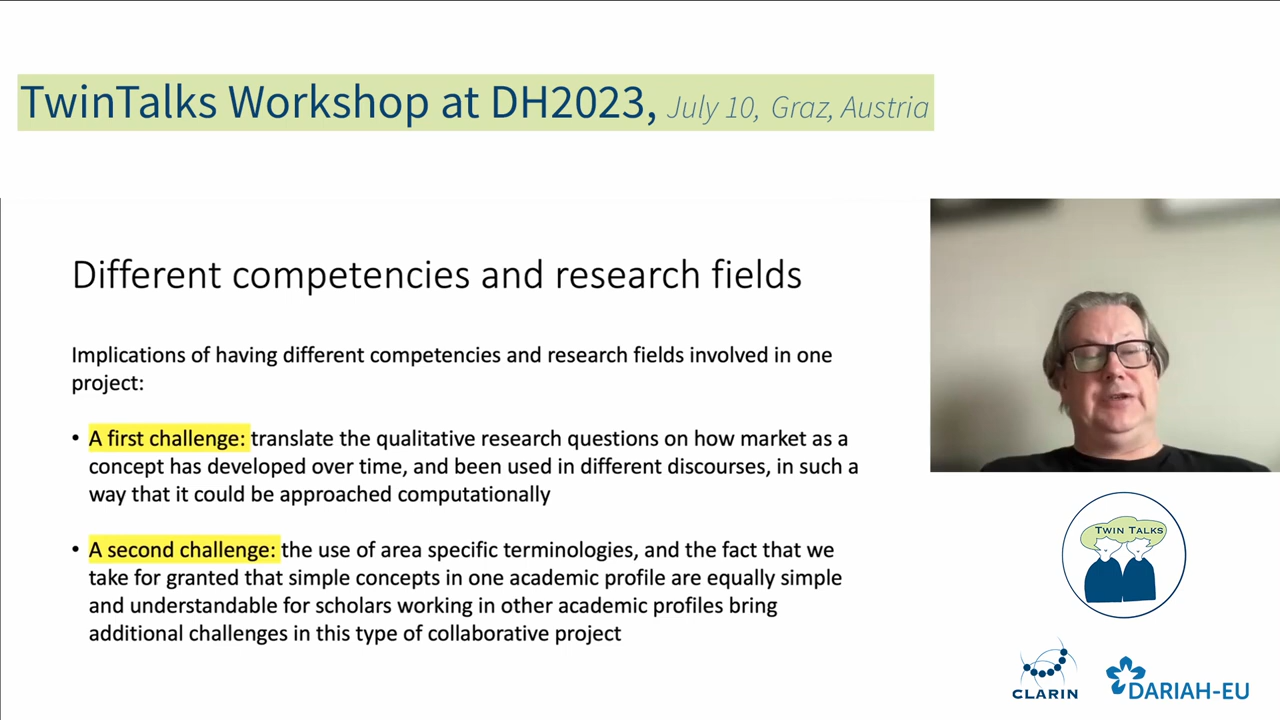 TwinTalks Workshop at DH2023, July 10, Graz, Austria
Different competencies and research fields
Implications of having different competencies and research fields involved in one
project:
• A first challenge: translate the qualitative research questions on how market as a
concept has developed over time, and been used in different discourses, in such a
way that it could be approached computationally
• A second challenge: the use of area specific terminologies, and the fact that we
take for granted that simple concepts in one academic profile are equally simple
and understandable for scholars working in other academic profiles bring
additional challenges in this type of collaborative project
TWIN TALKS
CLARIN
DARIAH-EU